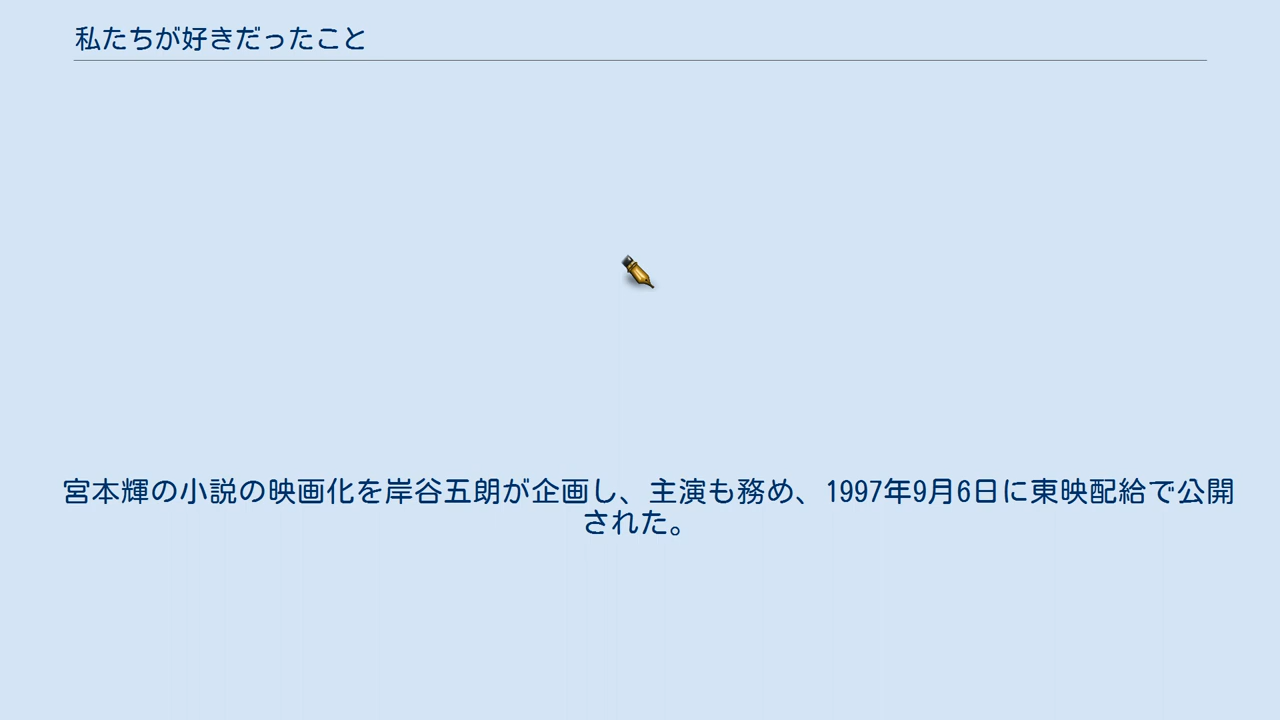 私たちが好きだったこと
宮本輝の小説の映画化を岸谷五朗が企画し、主演も務め、1997年9月6日に東映配給で公開
された。